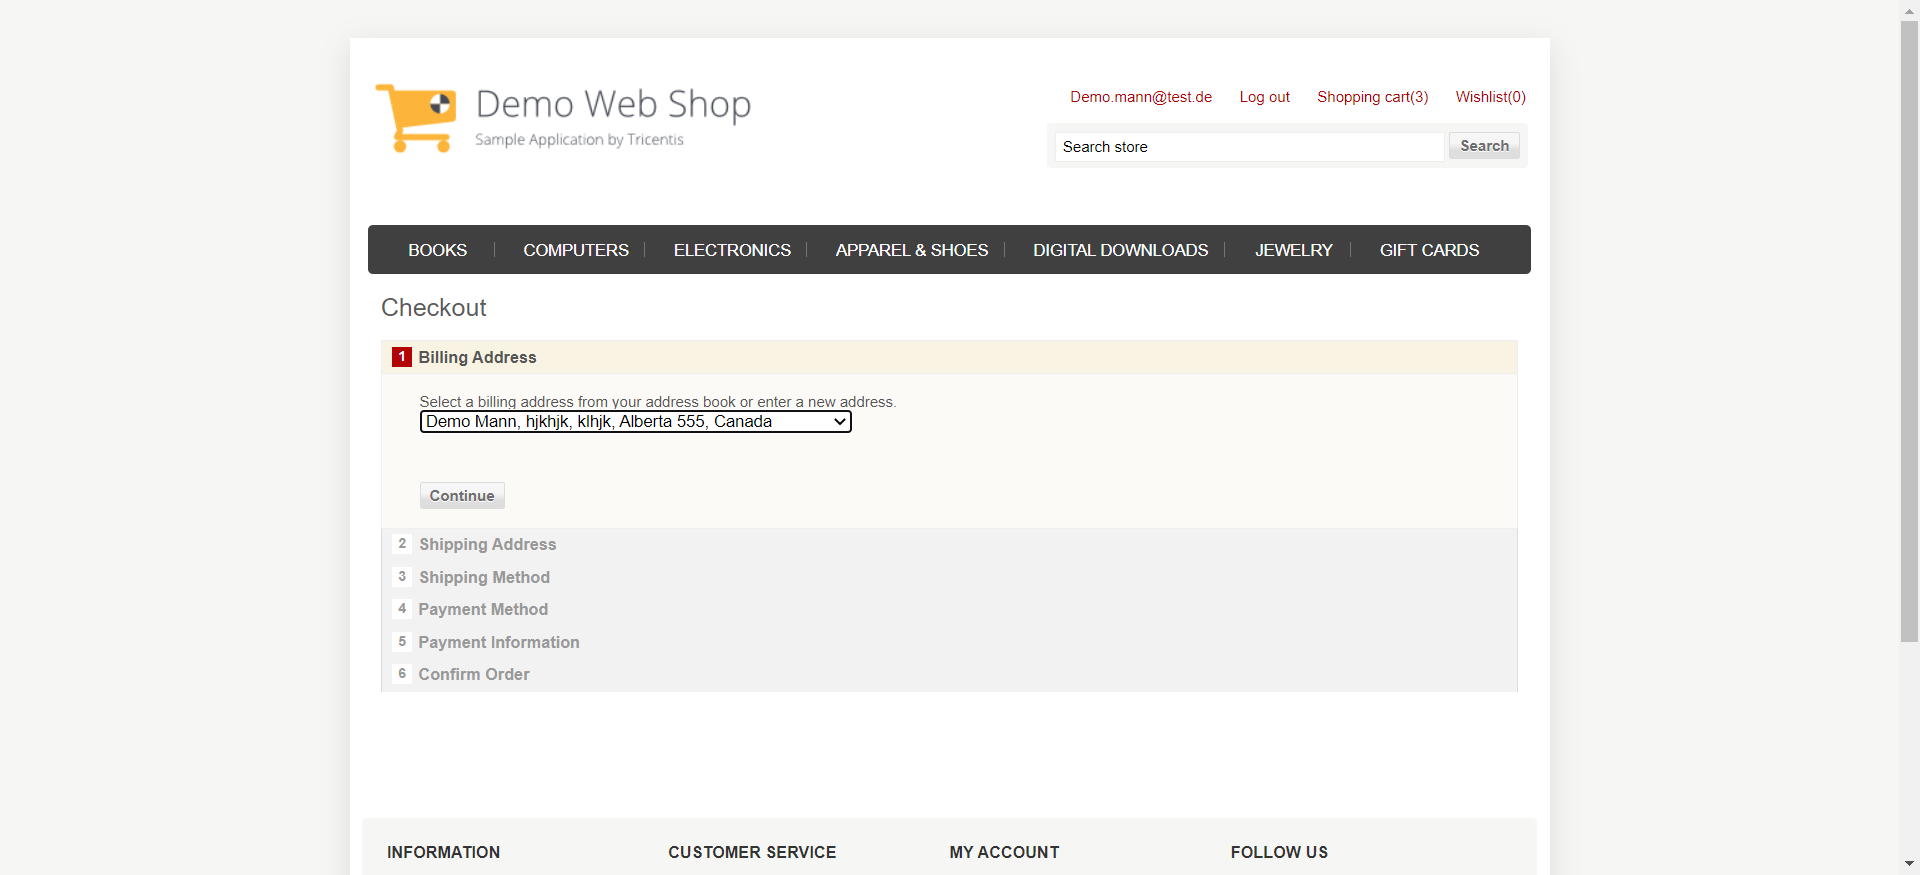 Demo Web Shop
Sample Application by Tricentis
Demo.mann@test.de Log out Shopping cart(3) Wishlist(0)
Search store Search
BOOKS COMPUTERS ELECTRONICS APPAREL & SHOES DIGITAL DOWNLOADS JEWELRY GIFT CARDS
Checkout
1 Billing Address
Select a billing address from your address book or enter a new address.
Demo Mann, hjkhjk, klhjk, Alberta 555, Canada
Continue
2 Shipping Address
3 Shipping Method
4 Payment Method
5 Payment Information
6 Confirm Order
INFORMATION CUSTOMER SERVICE MY ACCOUNT FOLLOW US